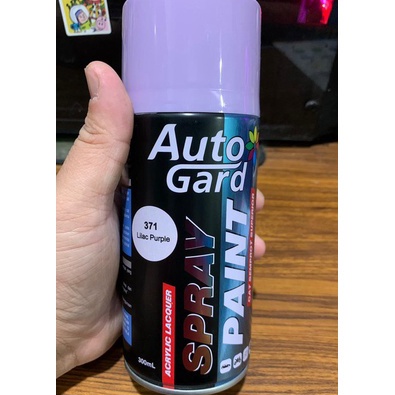 Auto
Gard
371
Lilac Purple
SPRAY
PAINT
ACRYLIC LACQUER
300mL